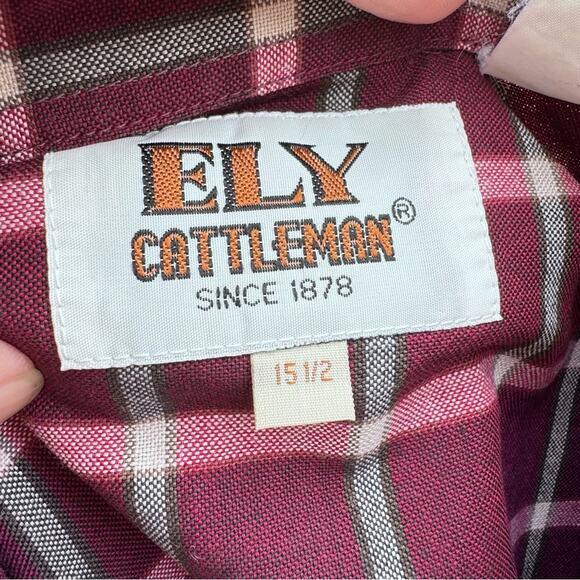 ELY
CATTLEMAN®
SINCE 1878
15 1/2